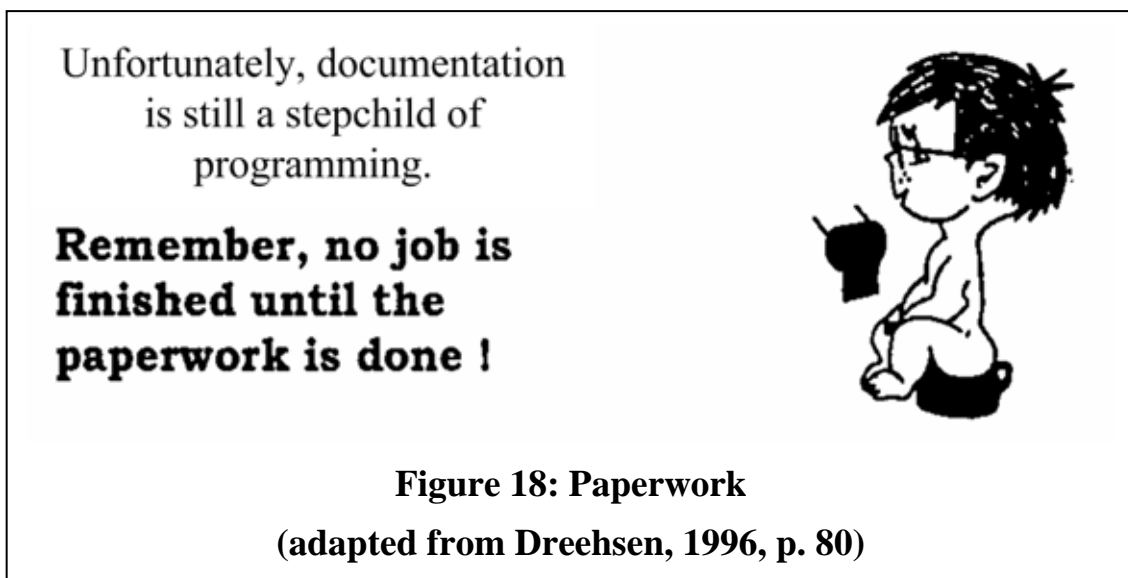 Unfortunately, documentation
is still a stepchild of
programming.
Remember, no job is
finished until the
paperwork is done !
Figure 18: Paperwork
(adapted from Dreehsen, 1996, p. 80)